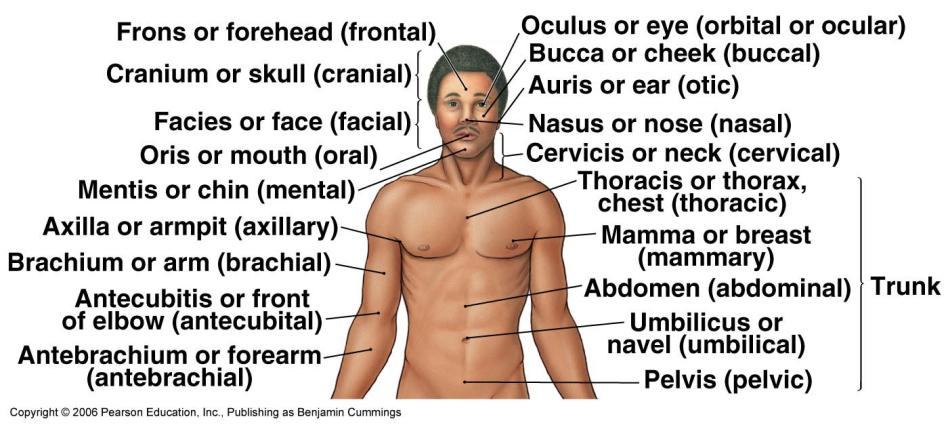 Frons or forehead (frontal)
Cranium or skull (cranial)
Facies or face (facial)
Oris or mouth (oral)
Mentis or chin (mental)
Axilla or armpit (axillary)
Brachium or arm (brachial)
Antecubitis or front
of elbow (antecubital)
Antebrachium or forearm
(antebrachial)
Oculus or eye (orbital or ocular)
Bucca or cheek (buccal)
Auris or ear (otic)
Nasus or nose (nasal)
Cervicis or neck (cervical)
Thoracis or thorax,
chest (thoracic)
Mamma or breast
(mammary)
Abdomen (abdominal)
Umbilicus or
navel (umbilical)
Pelvis (pelvic)
Trunk
Copyright © 2006 Pearson Education, Inc., Publishing as Benjamin Cummings